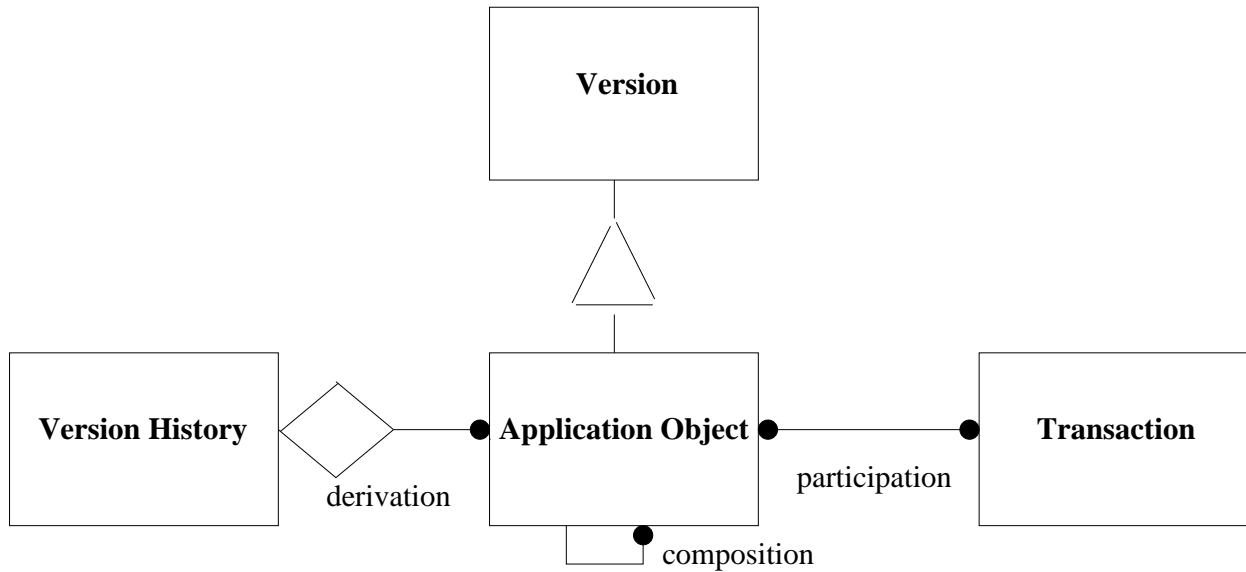 Version
Version History
Application Object
Transaction
derivation
participation
composition